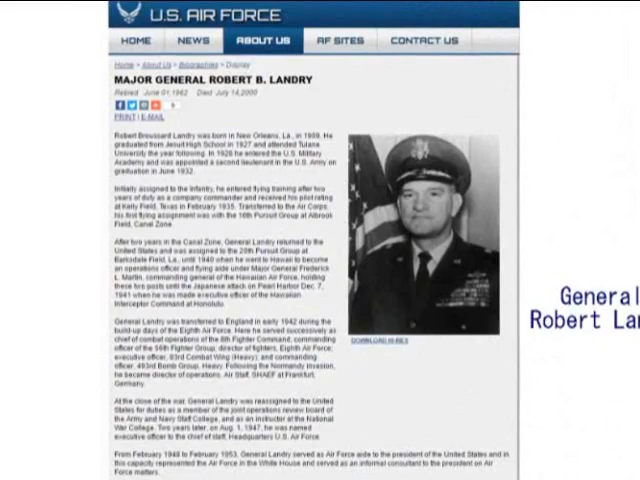 U.S. AIR FORCE
HOME NEWS ABOUT US AF SITES CONTACT US
Home > About Us > Biographies > Display
MAJOR GENERAL ROBERT B. LANDRY
Retired June 01,1962 Died July 14,2000
PRINT | E-MAIL
Robert Broussard Landry was born in New Orleans, La., in 1909. He
graduated from Jesuit High School in 1927 and attended Tulane
University the year following. In 1928 he entered the U.S. Military
Academy and was appointed a second lieutenant in the U.S. Army on
graduation in June 1932.
Initially assigned to the Infantry, he entered flying training after two
years of duty as a company commander and received his pilot rating
at Kelly Field, Texas in February 1935. Transferred to the Air Corps,
his first flying assignment was with the 16th Pursuit Group at Albrook
Field, Canal Zone.
After two years in the Canal Zone, General Landry returned to the
United States and was assigned to the 20th Pursuit Group at
Barksdale Field, La., until 1940 when he went to Hawaii to become
an operations officer and flying aide under Major General Frederick
L. Martin, commanding general of the Hawaiian Air Force, holding
these two posts until the Japanese attack on Pearl Harbor Dec. 7,
1941 when he was made executive officer of the Hawaiian
Interceptor Command at Honolulu.
General Landry was transferred to England in early 1942 during the
build-up days of the Eighth Air Force. Here he served successively as
chief of combat operations of the 8th Fighter Command, commanding
officer of the 56th Fighter Group, director of fighters, Eighth Air Force;
executive officer, 93rd Combat Wing (Heavy); and commanding
officer, 493rd Bomb Group, Heavy. Following the Normandy invasion,
he became director of operations, Air Staff, SHAEF at Frankfurt,
Germany.
At the close of the war, General Landry was reassigned to the United
States for duties as a member of the joint operations review board of
the Army and Navy Staff College, and as an instructor at the National
War College. Two years later, on Aug. 1, 1947, he was named
executive officer to the chief of staff, Headquarters U.S. Air Force
From February 1948 to February 1953, General Landry served as Air Force aide to the president of the United States and in
this capacity represented the Air Force in the White House and served as an informal consultant to the president on Air
Force matters.
DOWNLOAD HI-RES
General
Robert Lan